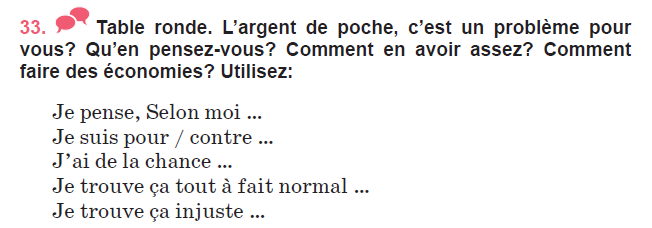 33. Table ronde. L’argent de poche, c’est un problème pour
vous? Qu’en pensez-vous? Comment en avoir assez? Comment
faire des économies? Utilisez:
Je pense, Selon moi ...
Je suis pour / contre ...
J’ai de la chance ...
Je trouve ça tout à fait normal ...
Je trouve ça injuste ...